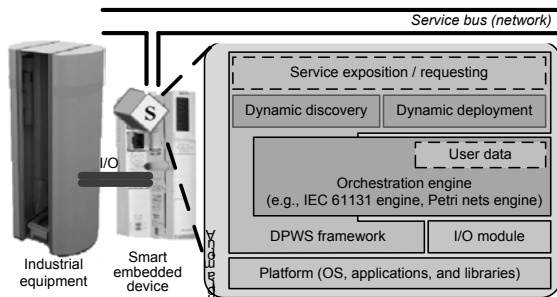 Service bus (network)
Service exposition / requesting
S
Dynamic discovery
Dynamic deployment
I/O
User data
Orchestration engine
(e.g., IEC 61131 engine, Petri nets engine)
DPWS framework
I/O module
Platform (OS, applications, and libraries)
Industrial
equipment
Smart
embedded
device